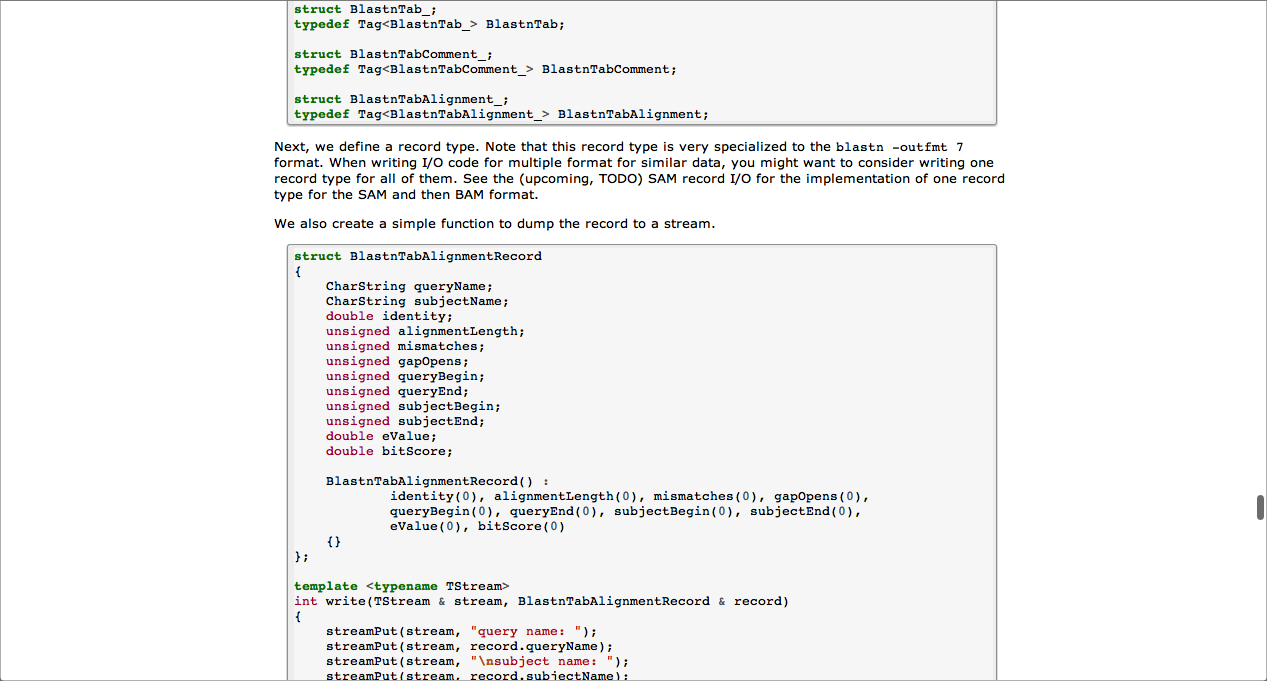 struct BlastnTab_;
typedef Tag<BlastnTab_> BlastnTab;

struct BlastnTabComment_;
typedef Tag<BlastnTabComment_> BlastnTabComment;

struct BlastnTabAlignment_;
typedef Tag<BlastnTabAlignment_> BlastnTabAlignment;

Next, we define a record type. Note that this record type is very specialized to the blastn -outfmt 7
format. When writing I/O code for multiple format for similar data, you might want to consider writing one
record type for all of them. See the (upcoming, TODO) SAM record I/O for the implementation of one record
type for the SAM and then BAM format.

We also create a simple function to dump the record to a stream.

struct BlastnTabAlignmentRecord
{
    CharString queryName;
    CharString subjectName;
    double identity;
    unsigned alignmentLength;
    unsigned mismatches;
    unsigned gapOpens;
    unsigned queryBegin;
    unsigned queryEnd;
    unsigned subjectBegin;
    unsigned subjectEnd;
    double eValue;
    double bitScore;

    BlastnTabAlignmentRecord() :
            identity(0), alignmentLength(0), mismatches(0), gapOpens(0),
            queryBegin(0), queryEnd(0), subjectBegin(0), subjectEnd(0),
            eValue(0), bitScore(0)
    {}
};

template <typename TStream>
int write(TStream & stream, BlastnTabAlignmentRecord & record)
{
    streamPut(stream, "query name: ");
    streamPut(stream, record.queryName);
    streamPut(stream, "\nsubject name: ");
    streamPut(stream, record.subjectName);